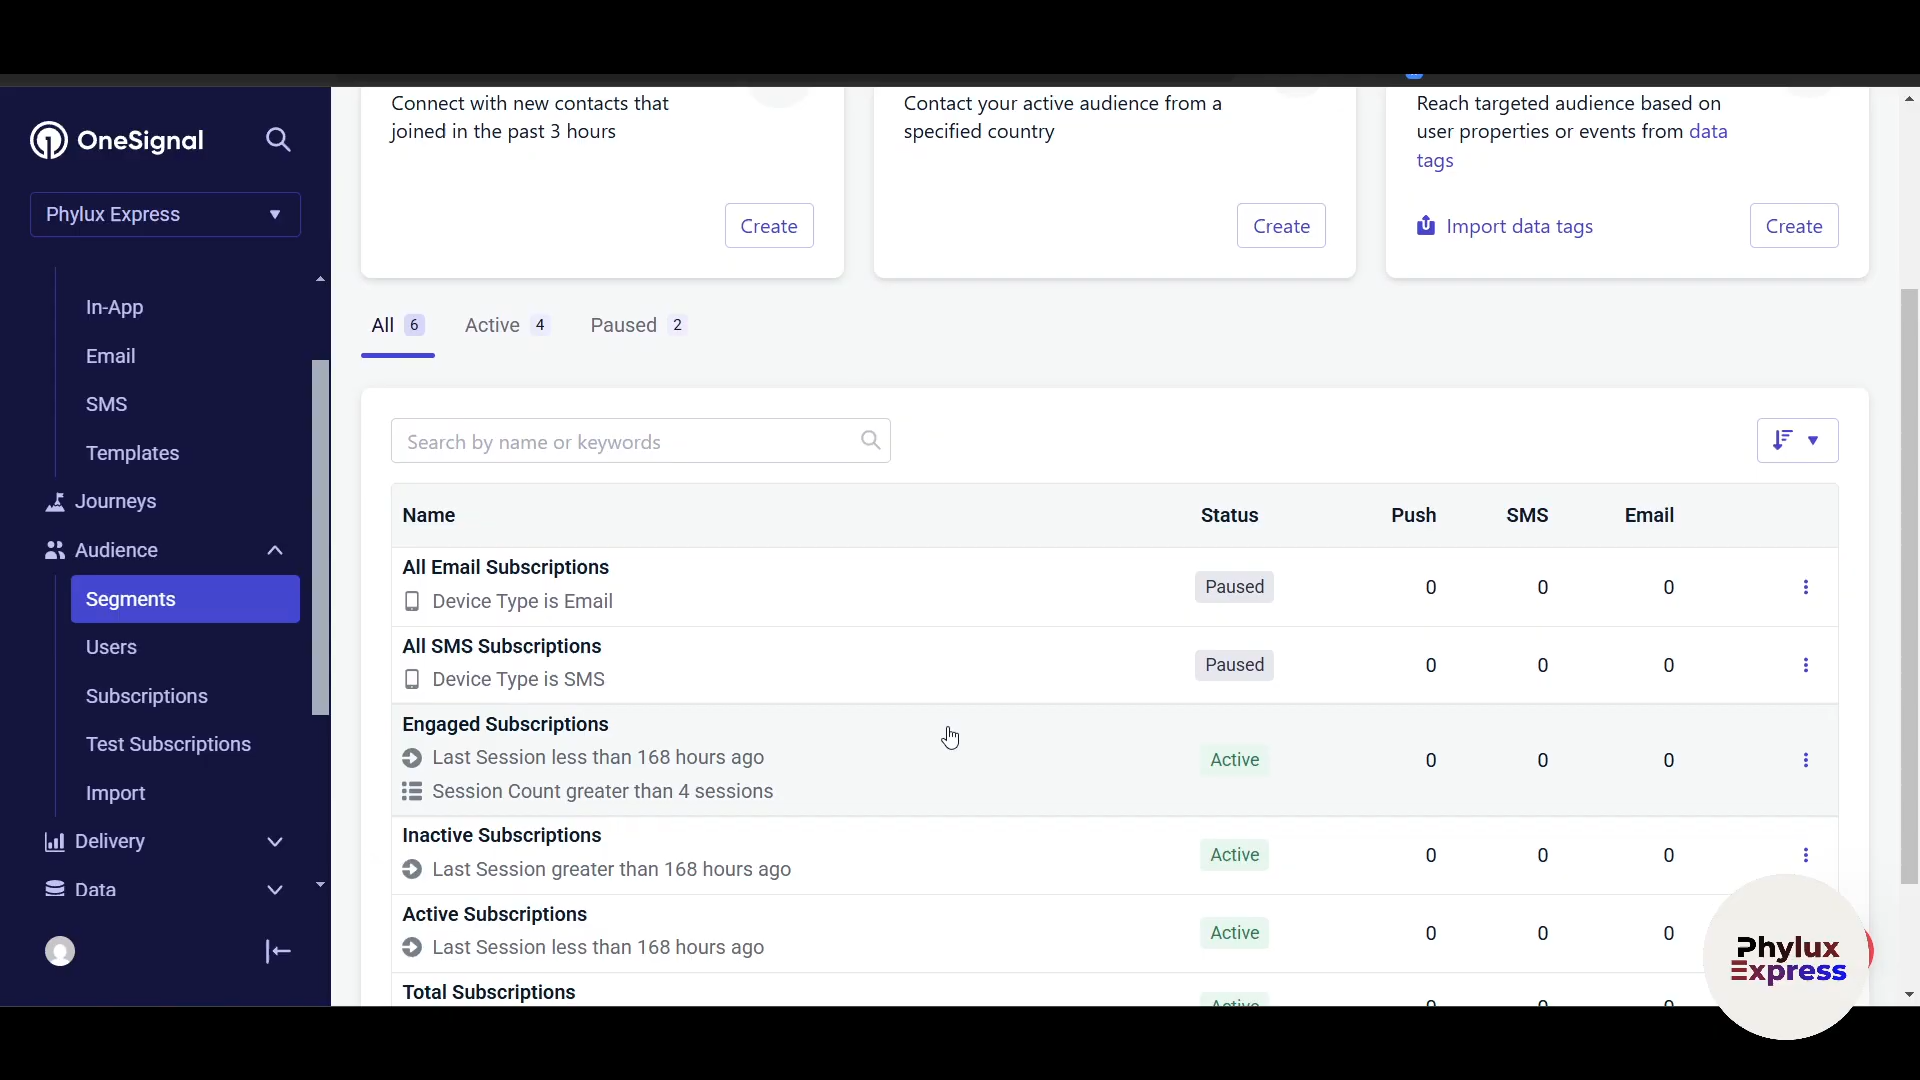 OneSignal
Phylux Express
In-App
Email
SMS
Templates
Journeys
Audience
Segments
Users
Subscriptions
Test Subscriptions
Import
Delivery
Data
Connect with new contacts that
joined in the past 3 hours
Create
Contact your active audience from a
specified country
Create
Reach targeted audience based on
user properties or events from data
tags
Import data tags
Create
All 6
Active 4
Paused 2
Search by name or keywords
Name Status Push SMS Email
All Email Subscriptions
Device Type is Email
Paused 0 0 0
All SMS Subscriptions
Device Type is SMS
Paused 0 0 0
Engaged Subscriptions
Last Session less than 168 hours ago
Session Count greater than 4 sessions
Active 0 0 0
Inactive Subscriptions
Last Session greater than 168 hours ago
Active 0 0 0
Active Subscriptions
Last Session less than 168 hours ago
Active 0 0 0
Total Subscriptions
Active 0 0 0
Phylux
Express